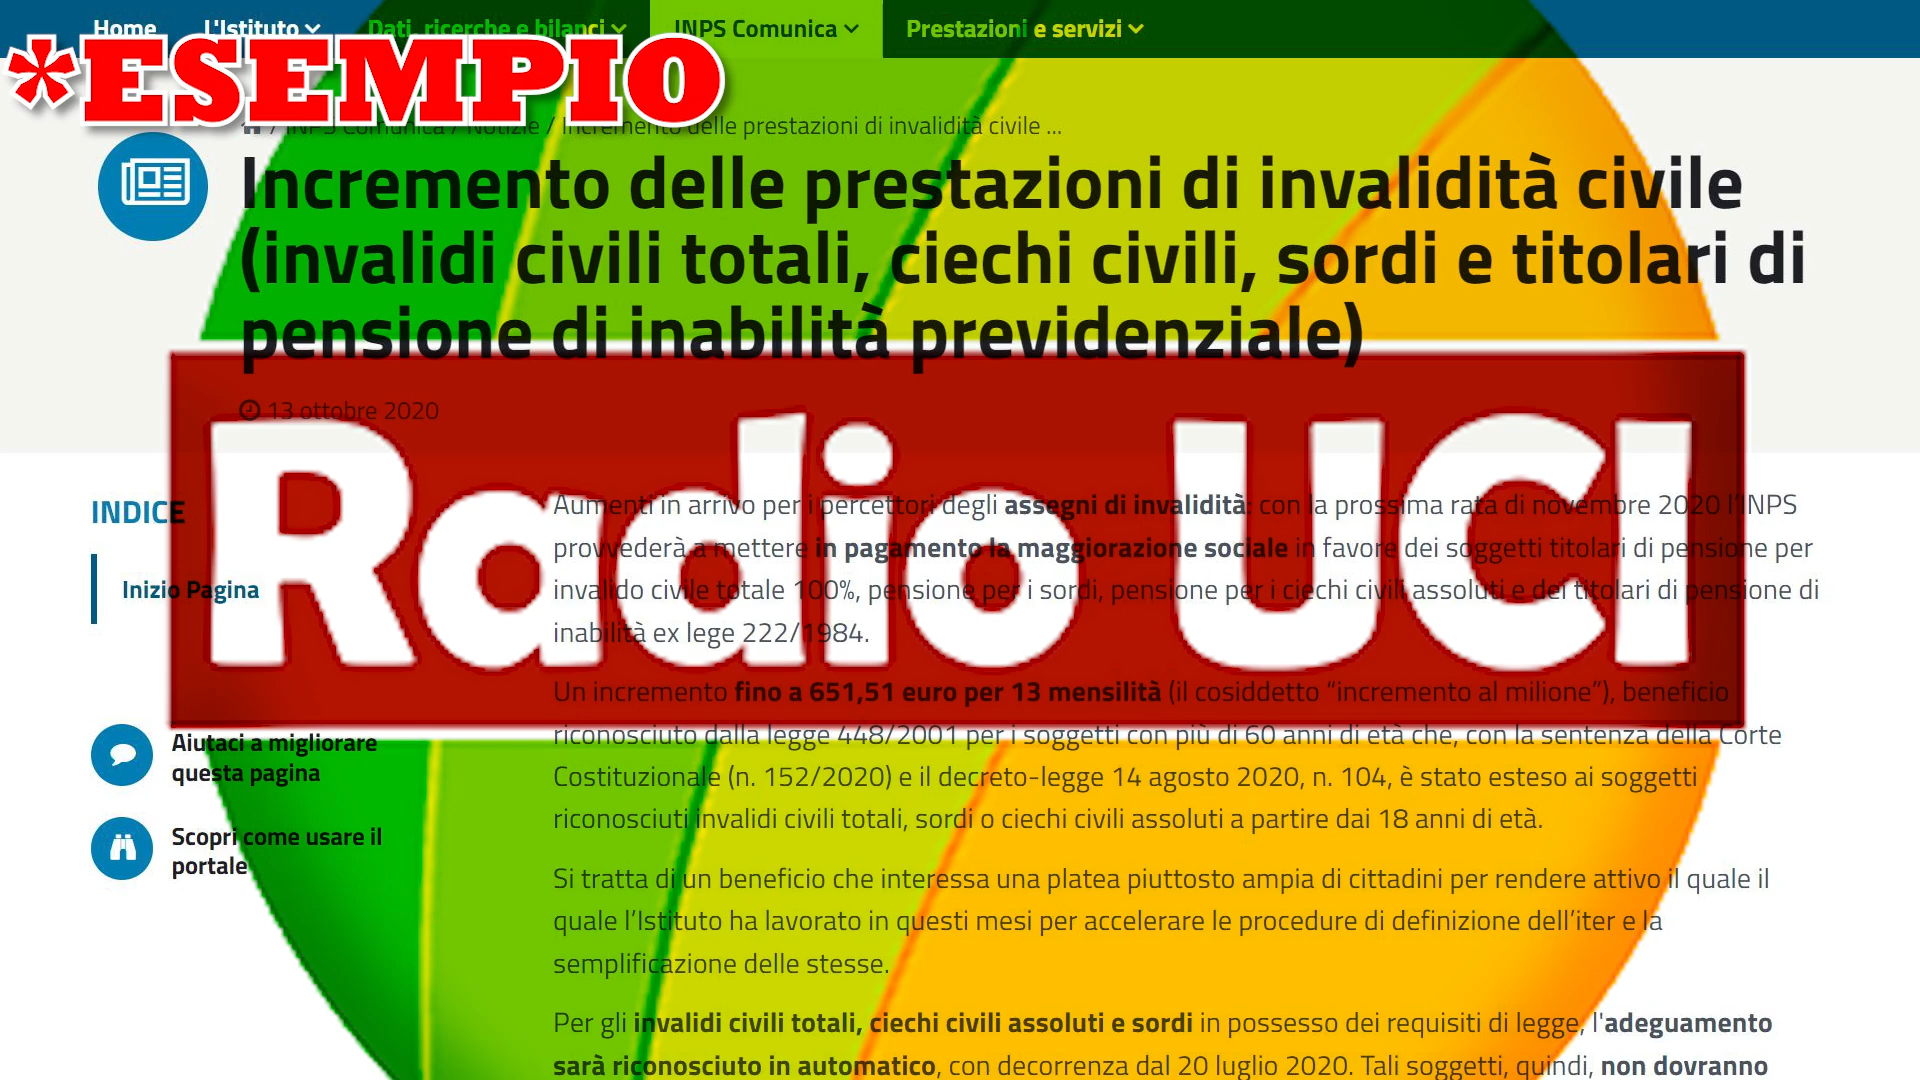 Home L'Istituto Dati, ricerche e bilanci INPS Comunica Prestazioni e servizi
*ESEMPIO
/ INPS Comunica / Notizie / Incremento delle prestazioni di invalidità civile ...
Incremento delle prestazioni di invalidità civile
(invalidi civili totali, ciechi civili, sordi e titolari di
pensione di inabilità previdenziale)
13 ottobre 2020
Radio UCI
INDICE
Inizio Pagina
Aiutaci a migliorare
questa pagina
Scopri come usare il
portale
Aumenti in arrivo per i percettori degli assegni di invalidità: con la prossima rata di novembre 2020 l'INPS
provvederà a mettere in pagamento la maggiorazione sociale in favore dei soggetti titolari di pensione per
invalido civile totale 100%, pensione per i sordi, pensione per i ciechi civili assoluti e dei titolari di pensione di
inabilità ex lege 222/1984.
Un incremento fino a 651,51 euro per 13 mensilità (il cosiddetto “incremento al milione”), beneficio
riconosciuto dalla legge 448/2001 per i soggetti con più di 60 anni di età che, con la sentenza della Corte
Costituzionale (n. 152/2020) e il decreto-legge 14 agosto 2020, n. 104, è stato esteso ai soggetti
riconosciuti invalidi civili totali, sordi o ciechi civili assoluti a partire dai 18 anni di età.
Si tratta di un beneficio che interessa una platea piuttosto ampia di cittadini per rendere attivo il quale il
quale l’Istituto ha lavorato in questi mesi per accelerare le procedure di definizione dell’iter e la
semplificazione delle stesse.
Per gli invalidi civili totali, ciechi civili assoluti e sordi in possesso dei requisiti di legge, l'adeguamento
sarà riconosciuto in automatico, con decorrenza dal 20 luglio 2020. Tali soggetti, quindi, non dovranno